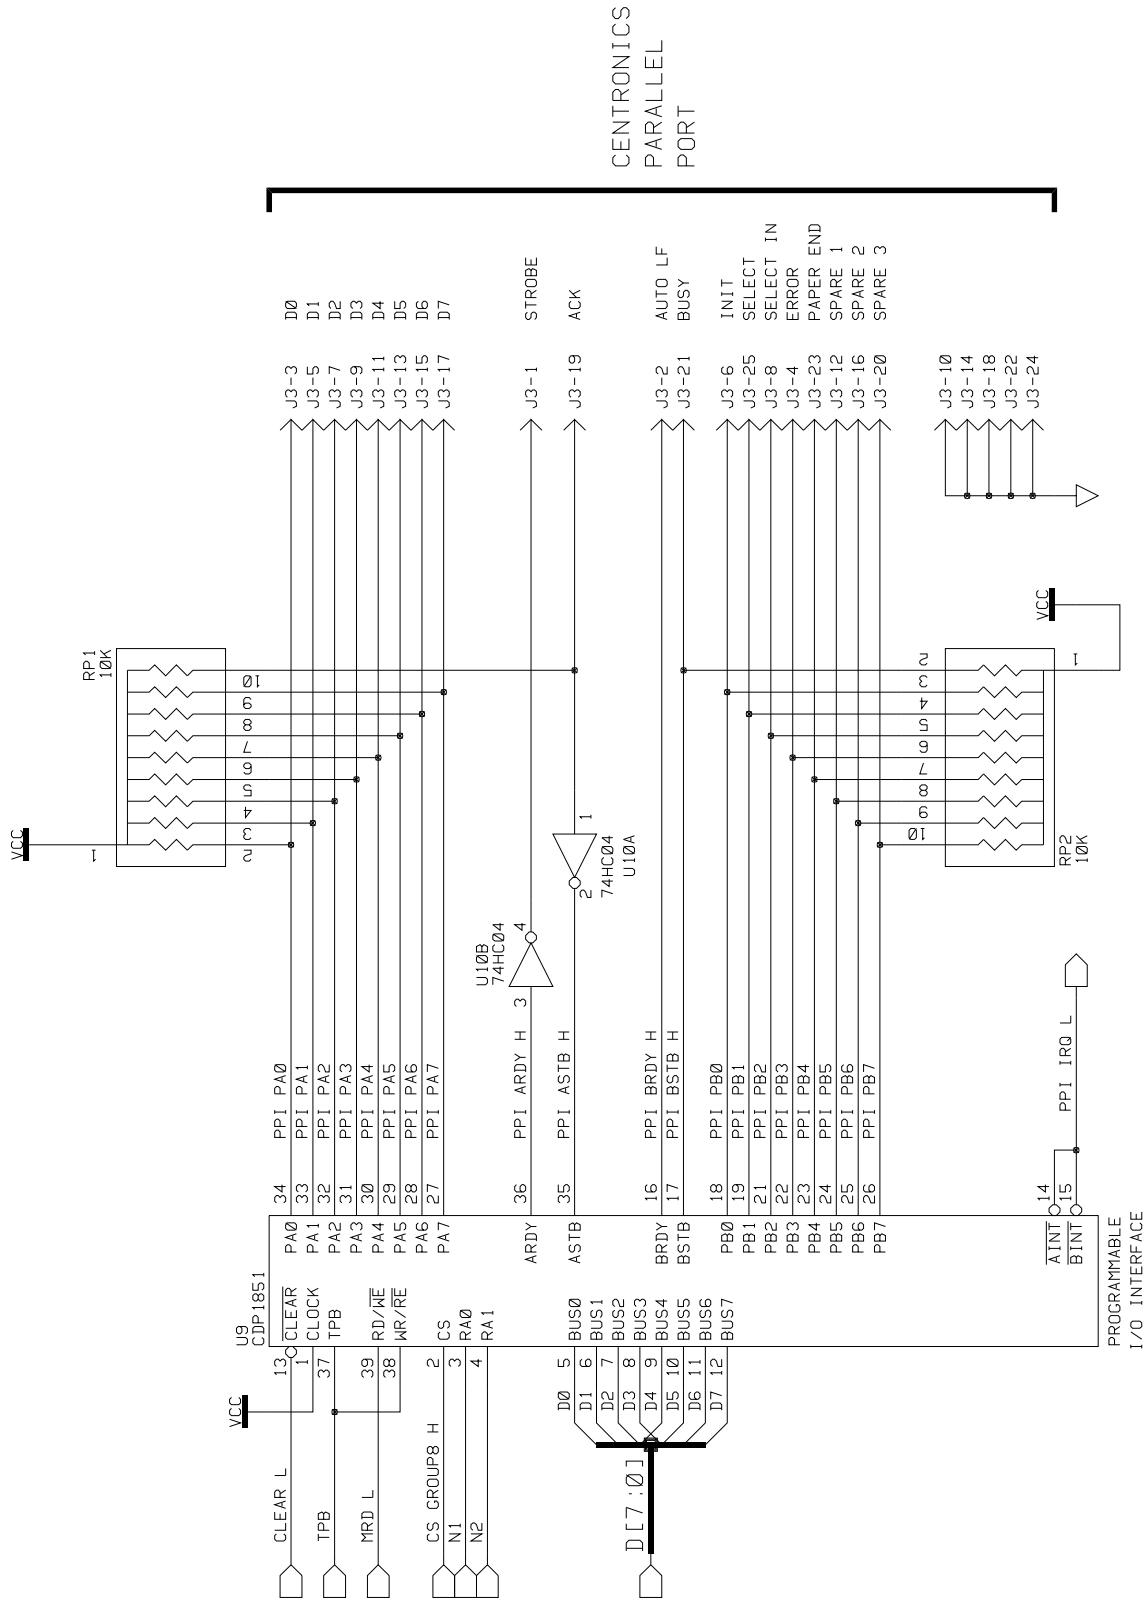 CENTRONICS
PARALLEL
PORT
VCC
1
RP1
10K
2
3
4
5
6
7
8
9
10
U9
CDP1851
CLEAR L
13
CLEAR
VCC
1
CLOCK
TPB
37
TPB
MRD L
39
RD/WE
38
WR/RE
CS GROUP8 H
2
CS
N1
3
RA0
N2
4
RA1
D[7:0]
D0 5 BUS0
D1 6 BUS1
D2 7 BUS2
D3 8 BUS3
D4 9 BUS4
D5 10 BUS5
D6 11 BUS6
D7 12 BUS7
PA0 34 PPI PA0 J3-3 D0
PA1 33 PPI PA1 J3-5 D1
PA2 32 PPI PA2 J3-7 D2
PA3 31 PPI PA3 J3-9 D3
PA4 30 PPI PA4 J3-11 D4
PA5 29 PPI PA5 J3-13 D5
PA6 28 PPI PA6 J3-15 D6
PA7 27 PPI PA7 J3-17 D7
U10B
74HC04
ARDY 36 PPI ARDY H 3 4 J3-1 STROBE
ASTB 35 PPI ASTB H 2 1 J3-19 ACK
74HC04
U10A
BRDY 16 PPI BRDY H J3-2 AUTO LF
BSTB 17 PPI BSTB H J3-21 BUSY
PB0 18 PPI PB0 J3-6 INIT
PB1 19 PPI PB1 J3-25 SELECT
PB2 21 PPI PB2 J3-8 SELECT IN
PB3 22 PPI PB3 J3-4 ERROR
PB4 23 PPI PB4 J3-23 PAPER END
PB5 24 PPI PB5 J3-12 SPARE 1
PB6 25 PPI PB6 J3-16 SPARE 2
PB7 26 PPI PB7 J3-20 SPARE 3
10
9
8
7
6
5
4
3
2
RP2
10K
1
VCC
J3-10
J3-14
J3-18
J3-22
J3-24
AINT 14
BINT 15 PPI IRQ L
PROGRAMMABLE
I/O INTERFACE